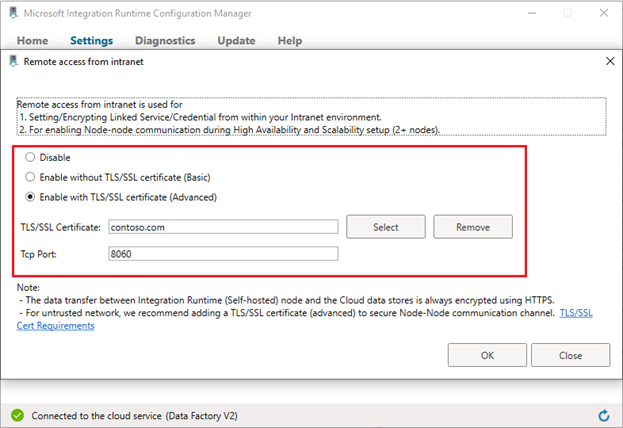 Microsoft Integration Runtime Configuration Manager
Home Settings Diagnostics Update Help
Remote access from intranet
Remote access from intranet is used for
1. Setting/Encrypting Linked Service/Credential from within your Intranet environment.
2. For enabling Node-node communication during High Availability and Scalability setup (2+ nodes).
Disable
Enable without TLS/SSL certificate (Basic)
Enable with TLS/SSL certificate (Advanced)
TLS/SSL Certificate: contoso.com Select Remove
Tcp Port: 8060
Note:
- The data transfer between Integration Runtime (Self-hosted) node and the Cloud data stores is always encrypted using HTTPS.
- For untrusted network, we recommend adding a TLS/SSL certificate (advanced) to secure Node-Node communication channel. TLS/SSL
Cert Requirements
OK Close
Connected to the cloud service (Data Factory V2)